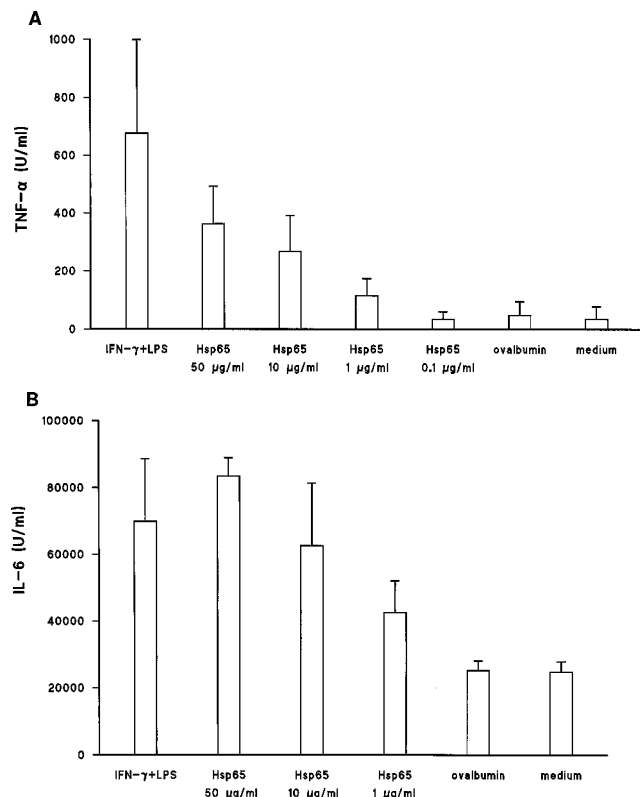 A
1000
800
600
400
200
0
TNF-α (U/ml)
IFN-γ+LPS Hsp65 Hsp65 Hsp65 Hsp65 ovalbumin medium
50 µg/ml 10 µg/ml 1 µg/ml 0.1 µg/ml
B
100000
80000
60000
40000
20000
0
IL-6 (U/ml)
IFN-γ+LPS Hsp65 Hsp65 Hsp65 ovalbumin medium
50 µg/ml 10 µg/ml 1 µg/ml